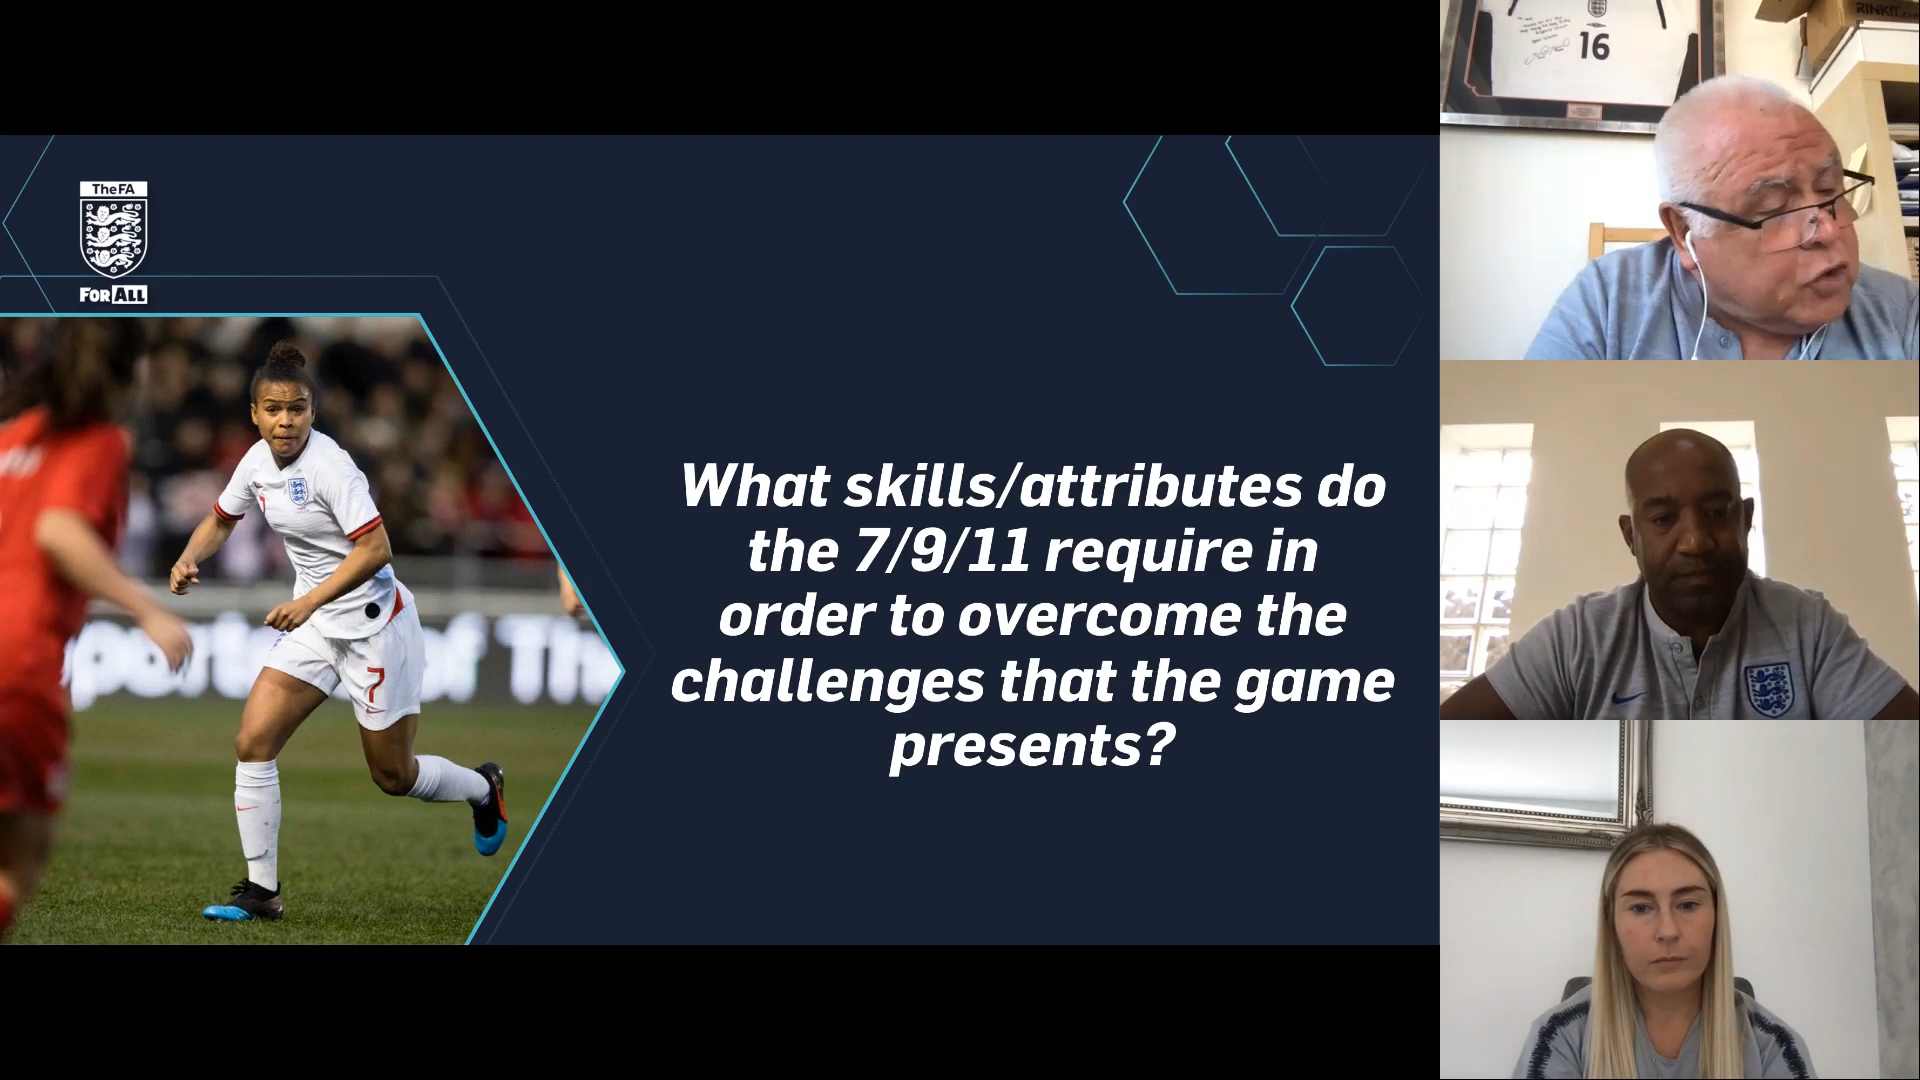 TheFA
FOR ALL
7
What skills/attributes do
the 7/9/11 require in
order to overcome the
challenges that the game
presents?
16
RINKIT